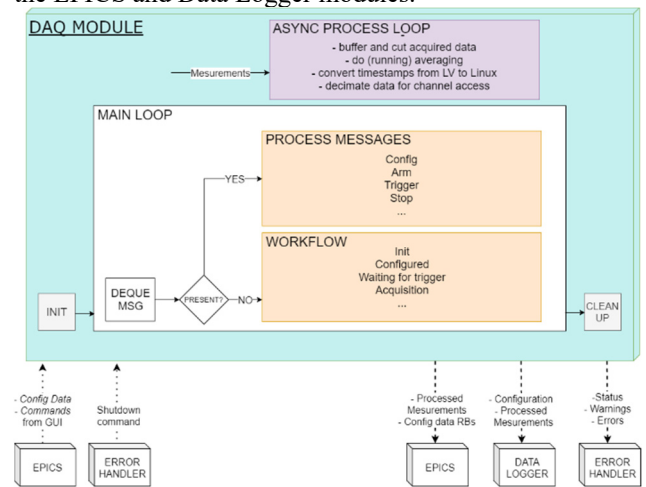 the EPICS and Data Logger modules.
DAQ MODULE
ASYNC PROCESS LOOP
- buffer and cut acquired data
- do (running) averaging
- convert timestamps from LV to Linux
- decimate data for channel access
Mesurements
MAIN LOOP
PROCESS MESSAGES
Config
Arm
Trigger
Stop
...
YES
WORKFLOW
Init
Configured
Waiting for trigger
Acquisition
...
INIT
DEQUE
MSG
PRESENT?
NO
CLEAN
UP
- Config Data
- Commands
from GUI
Shutdown
command
- Processed
Mesurements
- Config data RBs
- Configuration
- Processed
Mesurements
-Status
- Warnings
- Errors
EPICS
ERROR
HANDLER
EPICS
DATA
LOGGER
ERROR
HANDLER